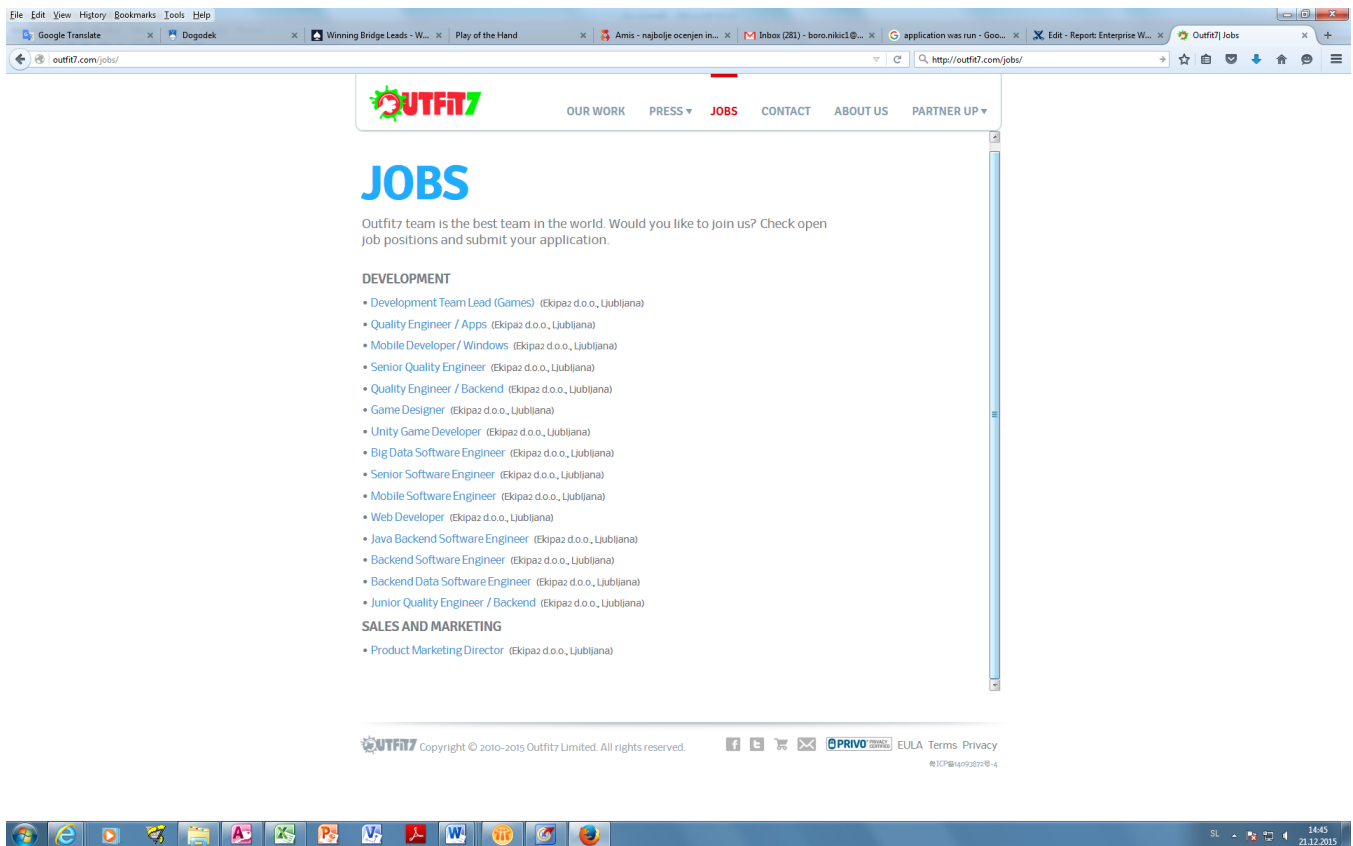 File Edit View History Bookmarks Tools Help
Google Translate Dogodek Winning Bridge Leads - W... Play of the Hand Amis - najbolje ocenjen in... Inbox (281) - boro.nikic1@... application was run - Goo... Edit - Report: Enterprise W... Outfit7| Jobs
outfit7.com/jobs/ http://outfit7.com/jobs/
OUTFIT7 OUR WORK PRESS JOBS CONTACT ABOUT US PARTNER UP
JOBS
Outfit7 team is the best team in the world. Would you like to join us? Check open
job positions and submit your application.
DEVELOPMENT
• Development Team Lead (Games) (Ekipa2 d.o.o., Ljubljana)
• Quality Engineer / Apps (Ekipa2 d.o.o., Ljubljana)
• Mobile Developer/ Windows (Ekipa2 d.o.o., Ljubljana)
• Senior Quality Engineer (Ekipa2 d.o.o., Ljubljana)
• Quality Engineer / Backend (Ekipa2 d.o.o., Ljubljana)
• Game Designer (Ekipa2 d.o.o., Ljubljana)
• Unity Game Developer (Ekipa2 d.o.o., Ljubljana)
• Big Data Software Engineer (Ekipa2 d.o.o., Ljubljana)
• Senior Software Engineer (Ekipa2 d.o.o., Ljubljana)
• Mobile Software Engineer (Ekipa2 d.o.o., Ljubljana)
• Web Developer (Ekipa2 d.o.o., Ljubljana)
• Java Backend Software Engineer (Ekipa2 d.o.o., Ljubljana)
• Backend Software Engineer (Ekipa2 d.o.o., Ljubljana)
• Backend Data Software Engineer (Ekipa2 d.o.o., Ljubljana)
• Junior Quality Engineer / Backend (Ekipa2 d.o.o., Ljubljana)
SALES AND MARKETING
• Product Marketing Director (Ekipa2 d.o.o., Ljubljana)
OUTFIT7 Copyright © 2010-2015 Outfit7 Limited. All rights reserved. PRIVO PRIVACY CERTIFIED EULA Terms Privacy
SL 14:45
21.12.2015